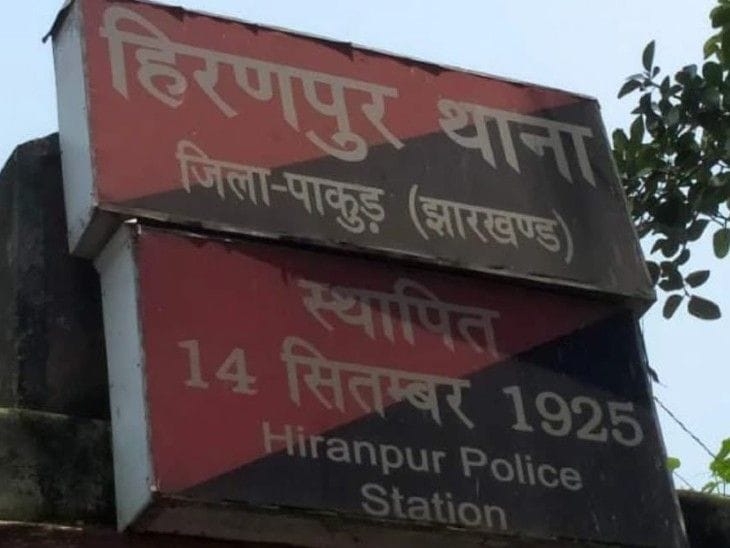 हिरणपुर थाना
जिला-पाकुड़ (झारखण्ड)
स्थापित
14 सितम्बर 1925
Hiranpur Police
Station